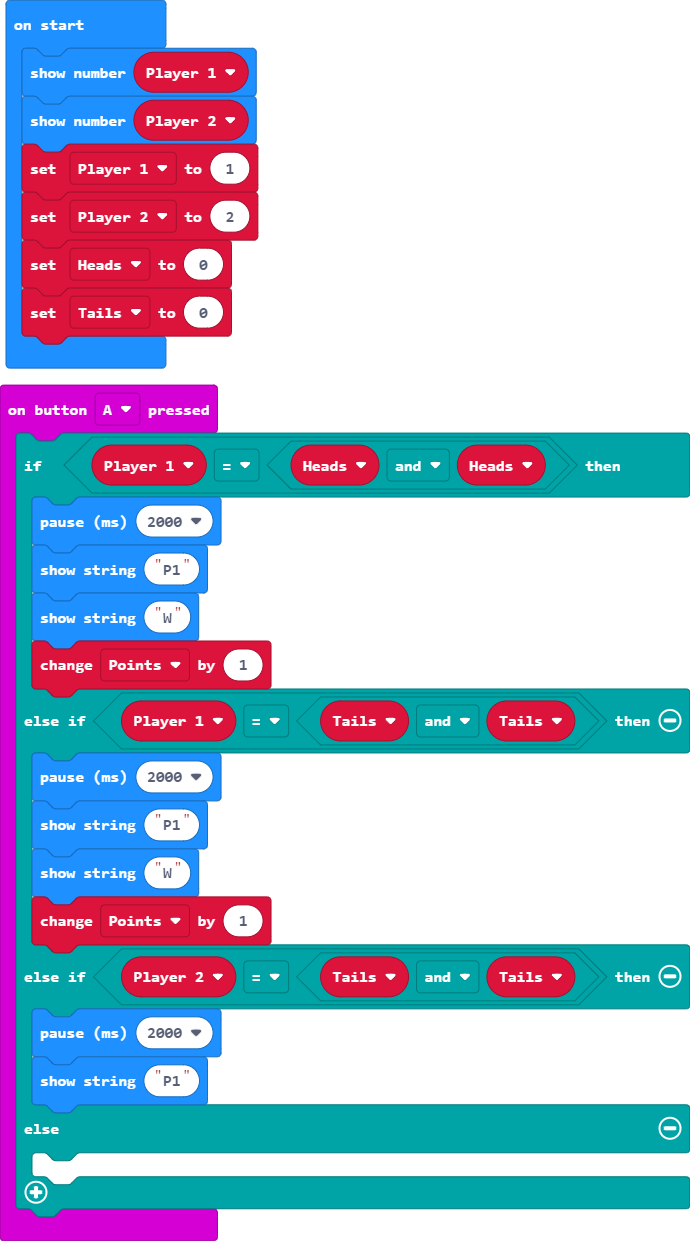 on start
show number Player 1
show number Player 2
set Player 1 to 1
set Player 2 to 2
set Heads to 0
set Tails to 0
on button A pressed
if Player 1 = Heads and Heads then
pause (ms) 2000
show string "P1"
show string "W"
change Points by 1
else if Player 1 = Tails and Tails then
pause (ms) 2000
show string "P1"
show string "W"
change Points by 1
else if Player 2 = Tails and Tails then
pause (ms) 2000
show string "P1"
else